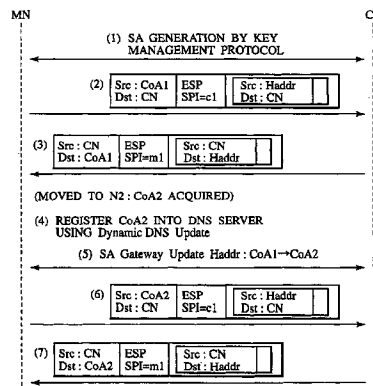 MN
C
(1) SA GENERATION BY KEY
MANAGEMENT PROTOCOL
(2) Src : CoA1 ESP Src : Haddr
Dst : CN SPI=c1 Dst : CN
(3) Src : CN ESP Src : CN
Dst : CoA1 SPI=m1 Dst : Haddr
(MOVED TO N2 : CoA2 ACQUIRED)
(4) REGISTER CoA2 INTO DNS SERVER
USING Dynamic DNS Update
(5) SA Gateway Update Haddr : CoA1→CoA2
(6) Src : CoA2 ESP Src : Haddr
Dst : CN SPI=c1 Dst : CN
(7) Src : CN ESP Src : CN
Dst : CoA2 SPI=m1 Dst : Haddr